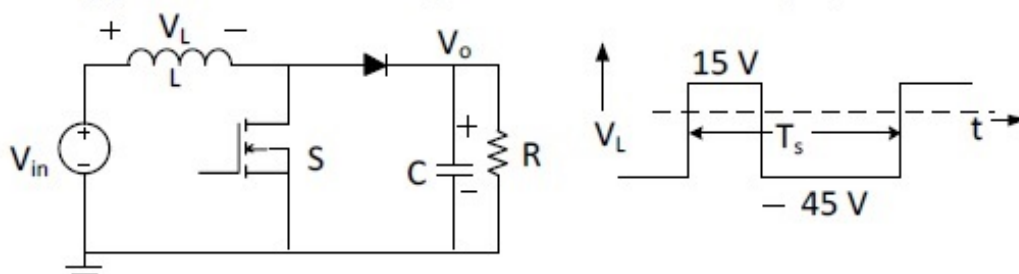 + V_L −
L
V_o
+
−
V_in
S
+
C
−
R
15 V
V_L
T_s
t
− 45 V